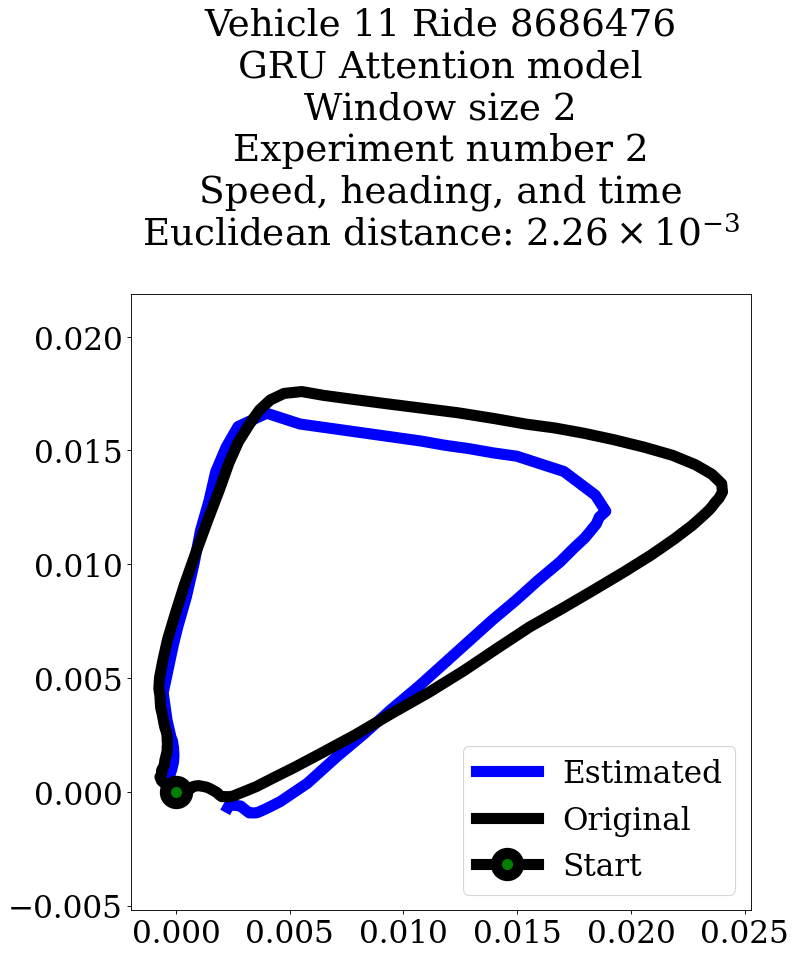 Vehicle 11 Ride 8686476
GRU Attention model
Window size 2
Experiment number 2
Speed, heading, and time
Euclidean distance: 2.26 × 10⁻³
0.020
0.015
0.010
0.005
0.000
−0.005
Estimated
Original
Start
0.000 0.005 0.010 0.015 0.020 0.025